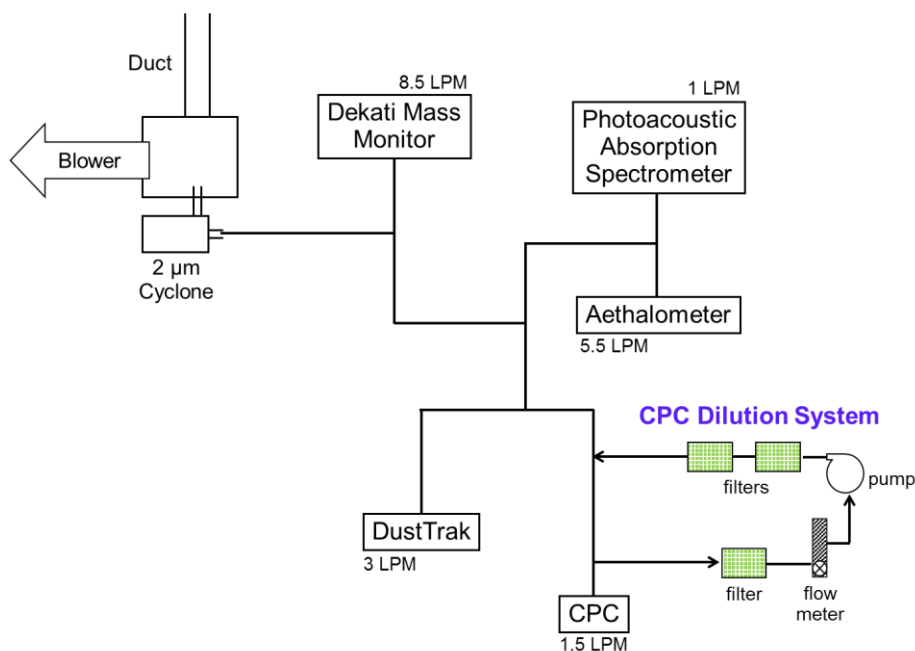 Duct
Blower
2 µm
Cyclone
8.5 LPM
Dekati Mass
Monitor
1 LPM
Photoacoustic
Absorption
Spectrometer
Aethalometer
5.5 LPM
CPC Dilution System
filters
pump
DustTrak
3 LPM
filter
flow
meter
CPC
1.5 LPM